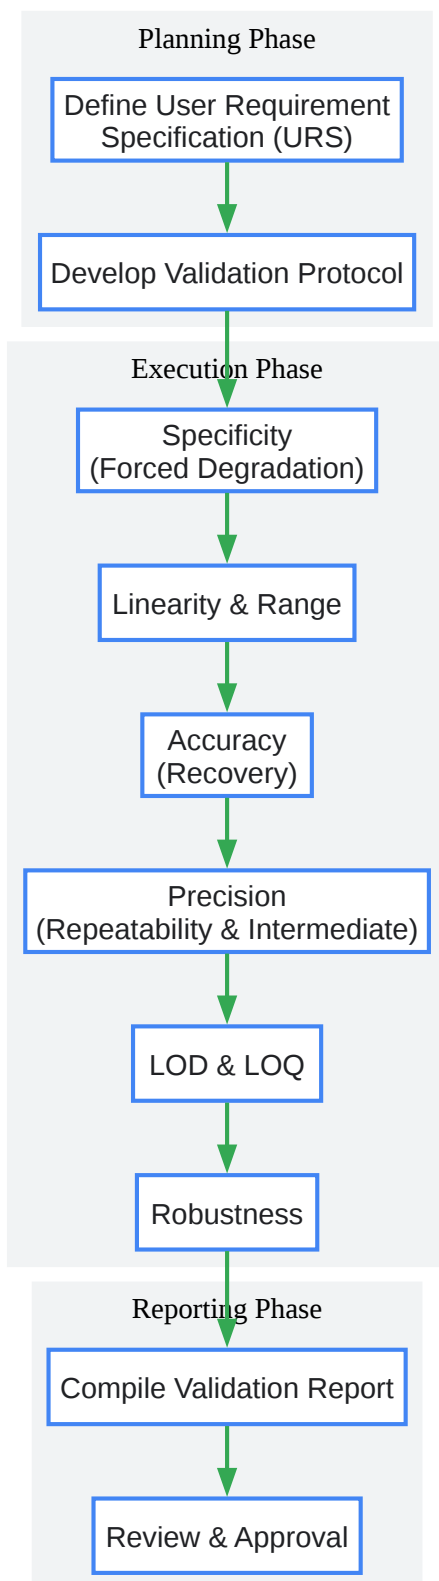 Planning Phase
Define User Requirement
Specification (URS)
Develop Validation Protocol
Execution Phase
Specificity
(Forced Degradation)
Linearity & Range
Accuracy
(Recovery)
Precision
(Repeatability & Intermediate)
LOD & LOQ
Robustness
Reporting Phase
Compile Validation Report
Review & Approval